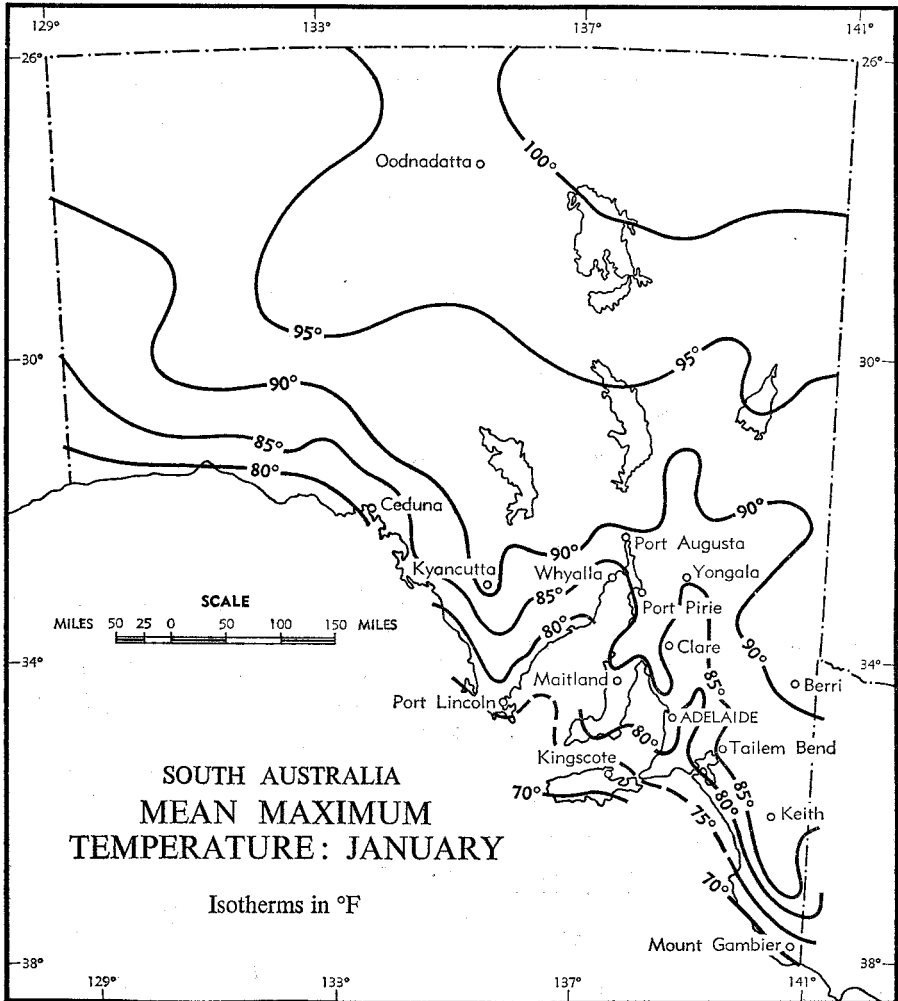 129°
133°
137°
141°
26°
26°
Oodnadatta
100°
95°
95°
30°
30°
90°
85°
80°
Ceduna
90°
90°
Port Augusta
Kyancutta
Whyalla
Yongala
85°
Port Pirie
SCALE
MILES 50 25 0 50 100 150 MILES
80°
Clare
34°
34°
90°
Maitland
85°
Berri
Port Lincoln
ADELAIDE
80°
Tailem Bend
Kingscote
SOUTH AUSTRALIA
MEAN MAXIMUM
TEMPERATURE: JANUARY
Isotherms in °F
70°
85°
80°
75°
Keith
70°
Mount Gambier
38°
38°
129°
133°
137°
141°